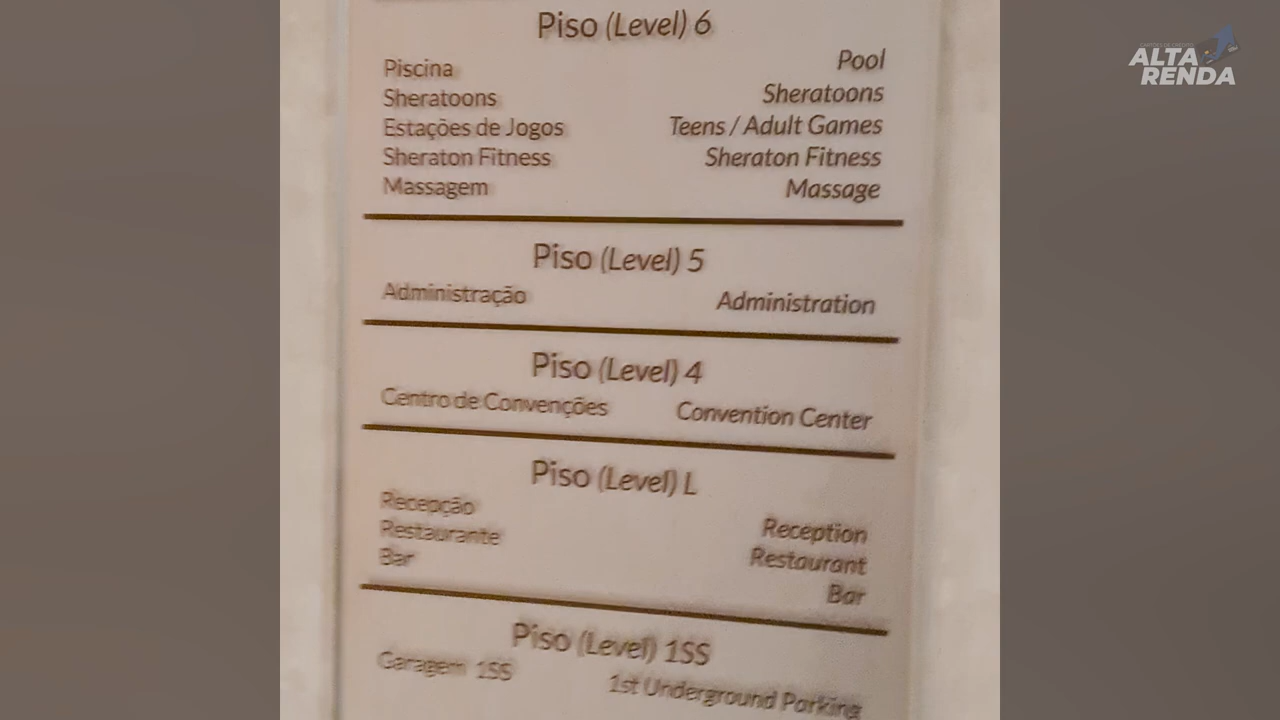 Piso (Level) 6
Piscina Pool
Sheratoons Sheratoons
Estações de Jogos Teens / Adult Games
Sheraton Fitness Sheraton Fitness
Massagem Massage
Piso (Level) 5
Administração Administration
Piso (Level) 4
Centro de Convenções Convention Center
Piso (Level) L
Recepção Reception
Restaurante Restaurant
Bar Bar
Piso (Level) 1SS
Garagem 1SS 1st Underground Parking
ALTA
RENDA